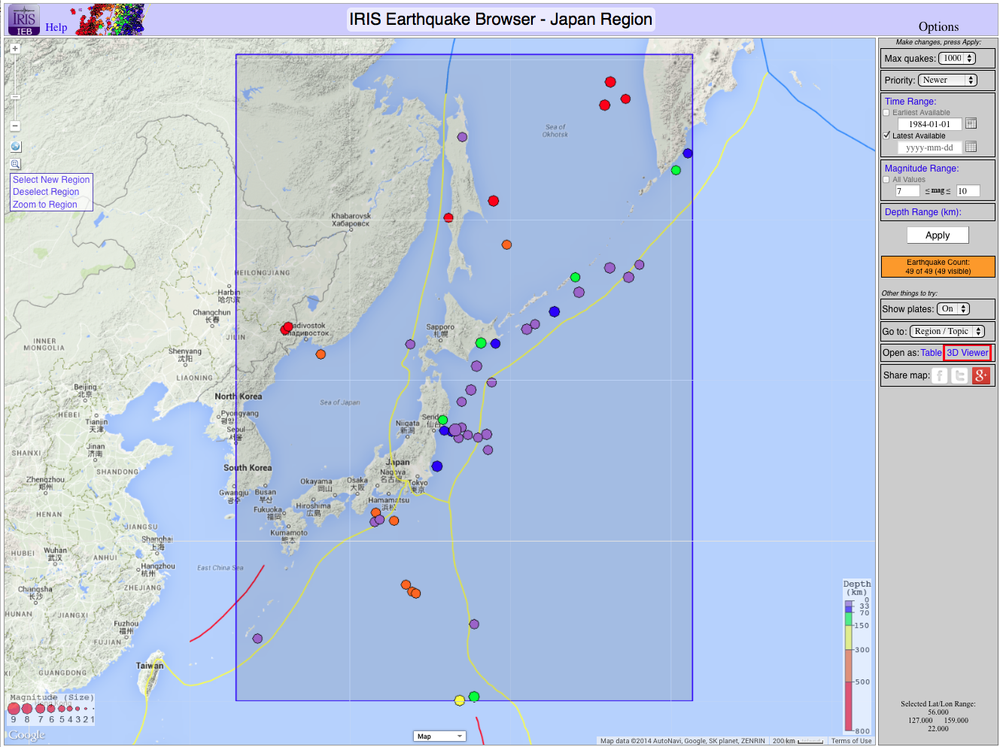 IRIS
IEB
Help
IRIS Earthquake Browser - Japan Region
Options
Make changes, press Apply:
Max quakes: 1000
Priority: Newer
Time Range:
Earliest Available
1984-01-01
Latest Available
yyyy-mm-dd
Magnitude Range:
All Values
7 ≤ mag ≤ 10
Depth Range (km):
Apply
Earthquake Count:
49 of 49 (49 visible)
Other things to try:
Show plates: On
Go to: Region / Topic
Open as: Table 3D Viewer
Share map:
Selected Lat/Lon Range:
56.000
127.000 159.000
22.000
Select New Region
Deselect Region
Zoom to Region
Sea of
Okhotsk
Khabarovsk
Хабаровск
HEILONGJIANG
Harbin
哈尔滨
Changchun
长春
JILIN
adivostok
адивосток
INNER
MONGOLIA
Shenyang
沈阳
LIAONING
Sapporo
札幌
Beijing
北京
HEBEI
Tianjin
天津
North Korea
Pyongyang
평양
Seoul
서울
Sea of Japan
Niigata
新潟
Send
仙台
SHANXI
Jinan
济南
SHANDONG
South Korea
Japan
Nagoya
名古屋
Tokyo
東京
Zhengzhou
郑州
Gwangju
광주
Busan
부산
Okayama
岡山
Osaka
大阪
Hamamatsu
浜松
Hiroshima
広島
Fukuoka
福岡
Kumamoto
熊本
HENAN
JIANGSU
Shanghai
上海
HUBEI
Wuhan
武汉
ANHUI
Hangzhou
杭州
East China Sea
Changsha
长沙
ZHEJIANG
HUNAN
JIANGXI
Fuzhou
福州
FUJIAN
Taiwan
GUANGDONG
XI
Hong Kong
Magnitude (Size)
9 8 7 6 5 4 3 2 1
Google
Depth
(km)
0
33
70
150
300
500
800
Map
Map data ©2014 AutoNavi, Google, SK planet, ZENRIN
200 km
Terms of Use